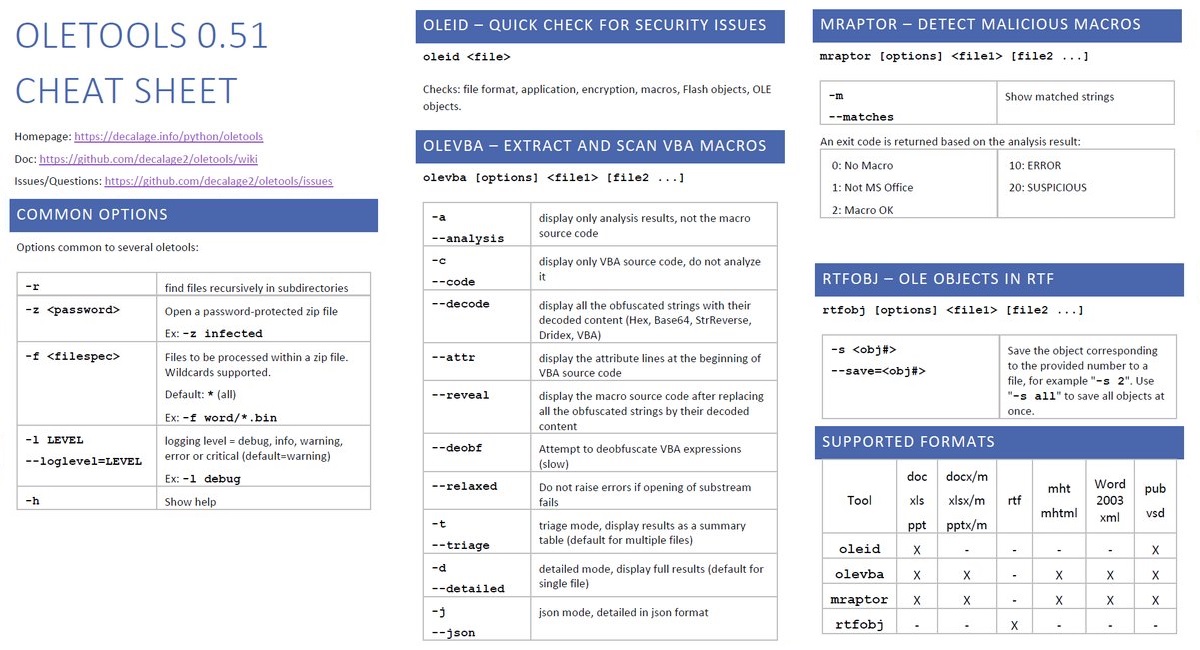 OLETOOLS 0.51
CHEAT SHEET
Homepage: https://decalage.info/python/oletools
Doc: https://github.com/decalage2/oletools/wiki
Issues/Questions: https://github.com/decalage2/oletools/issues
COMMON OPTIONS
Options common to several oletools:
-r find files recursively in subdirectories
-z <password> Open a password-protected zip file
Ex: -z infected
-f <filespec> Files to be processed within a zip file.
Wildcards supported.
Default: * (all)
Ex: -f word/*.bin
-l LEVEL logging level = debug, info, warning,
--loglevel=LEVEL error or critical (default=warning)
Ex: -l debug
-h Show help
OLEID – QUICK CHECK FOR SECURITY ISSUES
oleid <file>
Checks: file format, application, encryption, macros, Flash objects, OLE
objects.
OLEVBA – EXTRACT AND SCAN VBA MACROS
olevba [options] <file1> [file2 ...]
-a display only analysis results, not the macro
--analysis source code
-c display only VBA source code, do not analyze
--code it
--decode display all the obfuscated strings with their
decoded content (Hex, Base64, StrReverse,
Dridex, VBA)
--attr display the attribute lines at the beginning of
VBA source code
--reveal display the macro source code after replacing
all the obfuscated strings by their decoded
content
--deobf Attempt to deobfuscate VBA expressions
(slow)
--relaxed Do not raise errors if opening of substream
fails
-t triage mode, display results as a summary
--triage table (default for multiple files)
-d detailed mode, display full results (default for
--detailed single file)
-j json mode, detailed in json format
--json
MRAPTOR – DETECT MALICIOUS MACROS
mraptor [options] <file1> [file2 ...]
-m Show matched strings
--matches
An exit code is returned based on the analysis result:
0: No Macro 10: ERROR
1: Not MS Office 20: SUSPICIOUS
2: Macro OK
RTFOBJ – OLE OBJECTS IN RTF
rtfobj [options] <file1> [file2 ...]
-s <obj#> Save the object corresponding
--save=<obj#> to the provided number to a
file, for example "-s 2". Use
"-s all" to save all objects at
once.
SUPPORTED FORMATS
Tool doc xls ppt docx/m xlsx/m pptx/m rtf mht mhtml Word 2003 xml pub vsd
oleid X - - - - X
olevba X X - X X X
mraptor X X - X X X
rtfobj - - X - - -